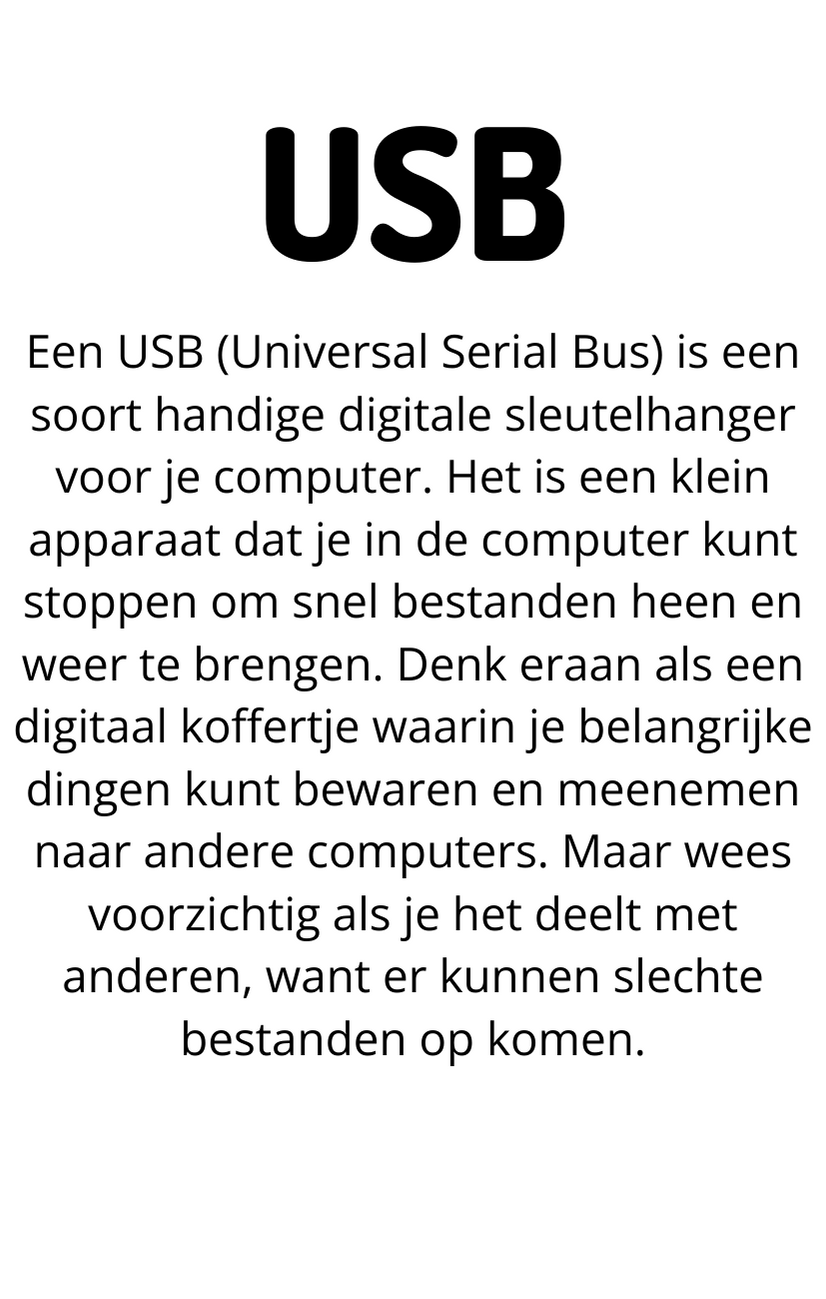 USB
Een USB (Universal Serial Bus) is een
soort handige digitale sleutelhanger
voor je computer. Het is een klein
apparaat dat je in de computer kunt
stoppen om snel bestanden heen en
weer te brengen. Denk eraan als een
digitaal koffertje waarin je belangrijke
dingen kunt bewaren en meenemen
naar andere computers. Maar wees
voorzichtig als je het deelt met
anderen, want er kunnen slechte
bestanden op komen.